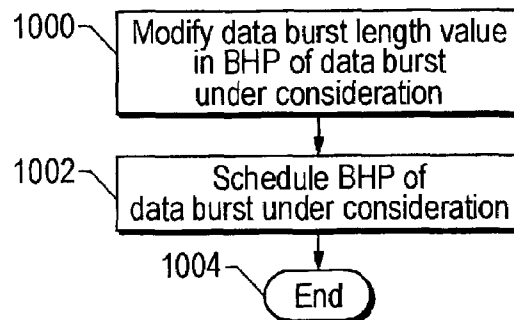 1000
Modify data burst length value
in BHP of data burst
under consideration
1002
Schedule BHP of
data burst under consideration
1004
End